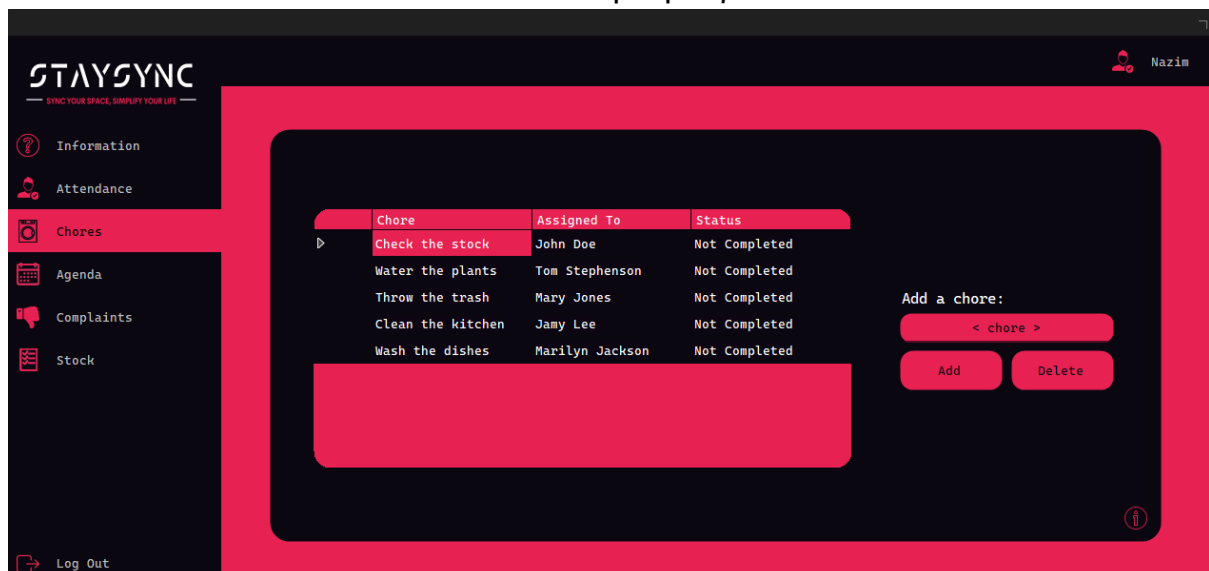 STAYSYNC
SYNC YOUR SPACE, SIMPLIFY YOUR LIFE
Nazim
Information
Attendance
Chores
Agenda
Complaints
Stock
Log Out
Chore Assigned To Status
Check the stock John Doe Not Completed
Water the plants Tom Stephenson Not Completed
Throw the trash Mary Jones Not Completed
Clean the kitchen Jamy Lee Not Completed
Wash the dishes Marilyn Jackson Not Completed
Add a chore:
< chore >
Add Delete